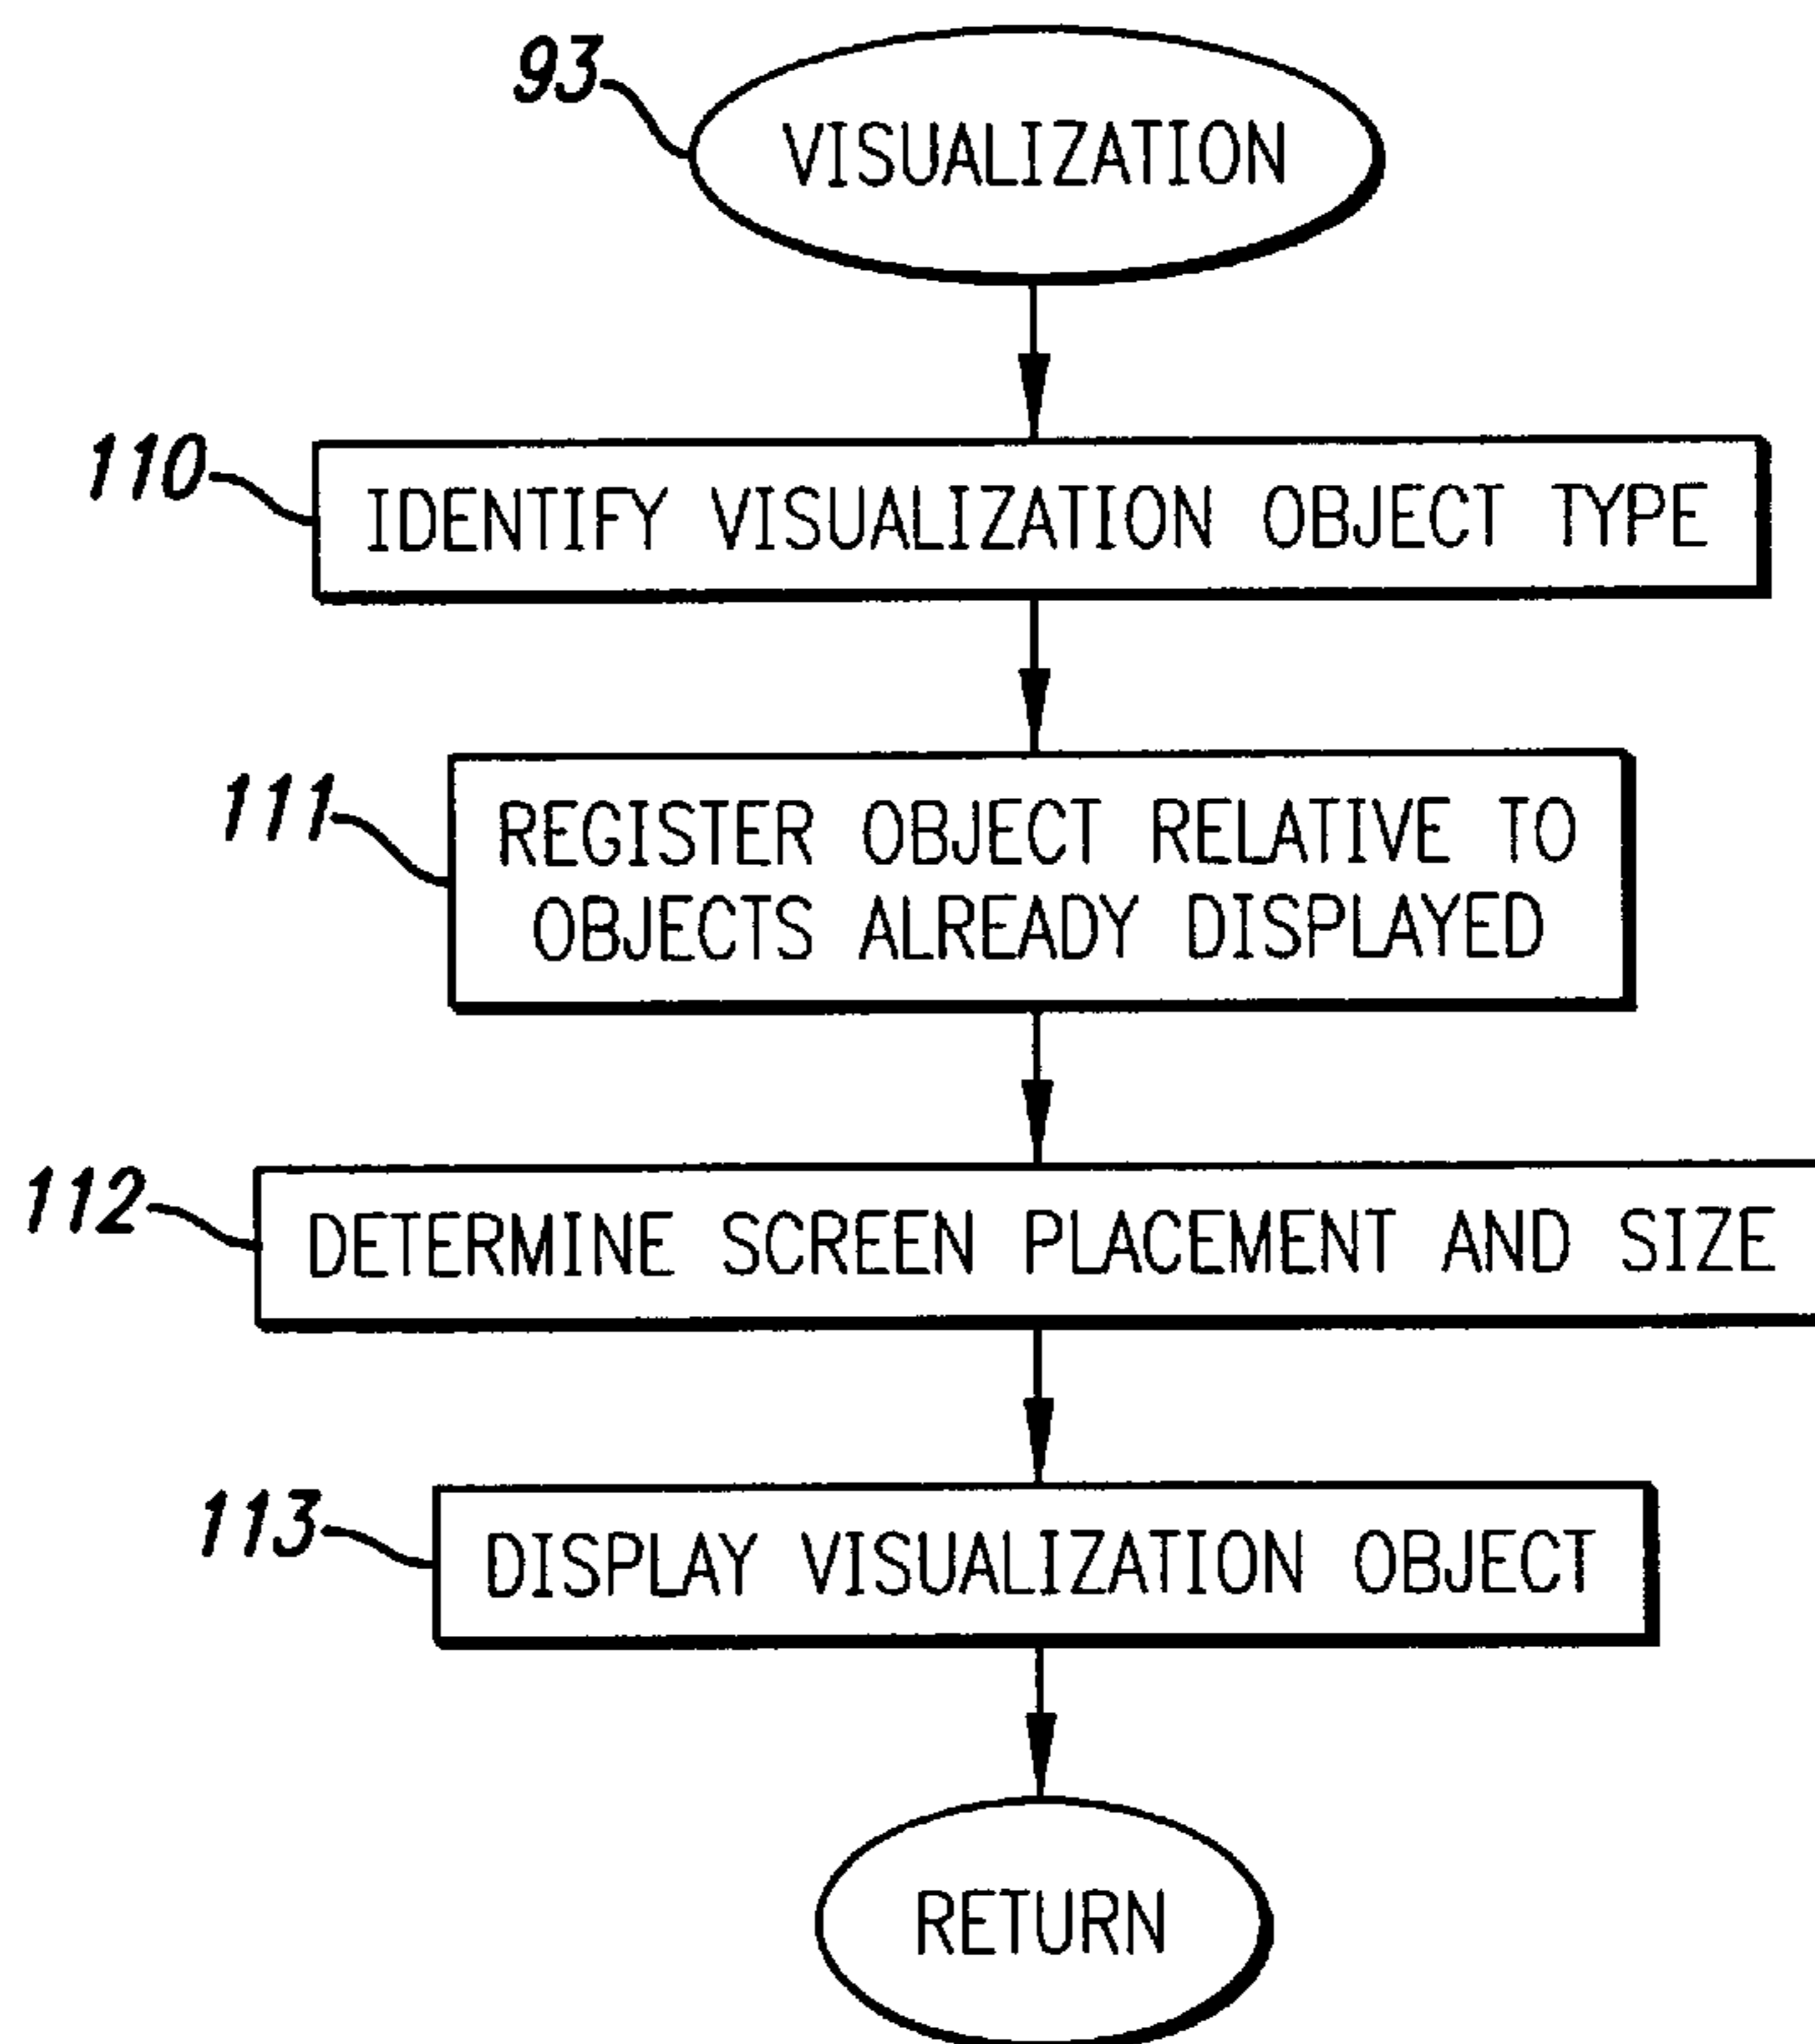 93
VISUALIZATION
110
IDENTIFY VISUALIZATION OBJECT TYPE
111
REGISTER OBJECT RELATIVE TO
OBJECTS ALREADY DISPLAYED
112
DETERMINE SCREEN PLACEMENT AND SIZE
113
DISPLAY VISUALIZATION OBJECT
RETURN